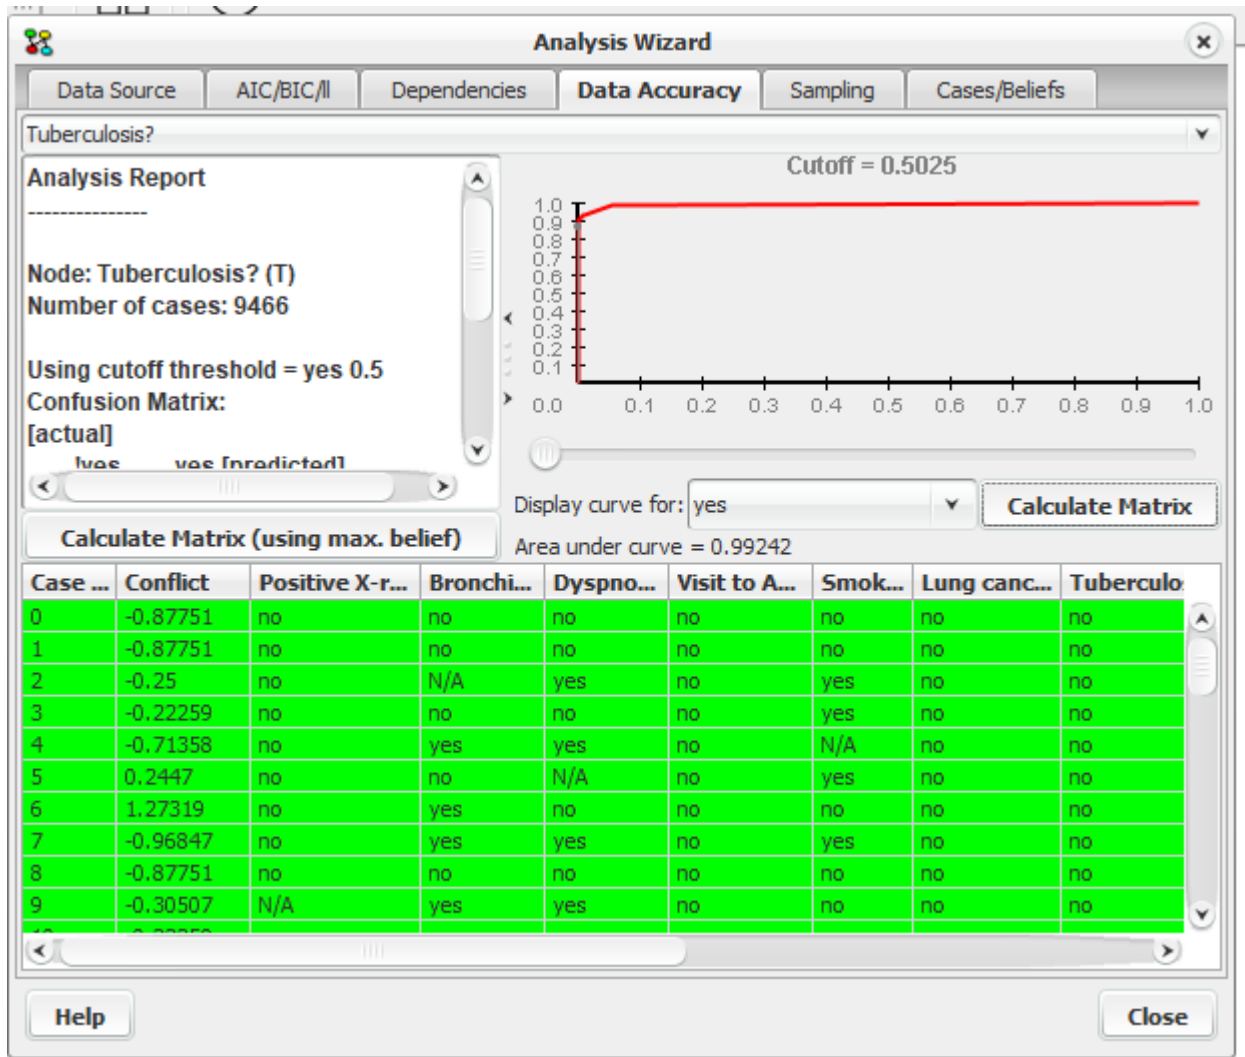 Analysis Wizard
Data Source AIC/BIC/ll Dependencies Data Accuracy Sampling Cases/Beliefs
Tuberculosis?
Analysis Report
---------------
Node: Tuberculosis? (T)
Number of cases: 9466
Using cutoff threshold = yes 0.5
Confusion Matrix:
[actual]
!yes yes [predicted]
Calculate Matrix (using max. belief)
Cutoff = 0.5025
1.0
0.9
0.8
0.7
0.6
0.5
0.4
0.3
0.2
0.1
0.0 0.1 0.2 0.3 0.4 0.5 0.6 0.7 0.8 0.9 1.0
Display curve for: yes Calculate Matrix
Area under curve = 0.99242
Case ... Conflict Positive X-r... Bronchi... Dyspno... Visit to A... Smok... Lung canc... Tuberculo
0 -0.87751 no no no no no no no
1 -0.87751 no no no no no no no
2 -0.25 no N/A yes no yes no no
3 -0.22259 no no no no yes no no
4 -0.71358 no yes yes no N/A no no
5 0.2447 no no N/A no yes no no
6 1.27319 no yes no no no no no
7 -0.96847 no yes yes no yes no no
8 -0.87751 no no no no no no no
9 -0.30507 N/A yes yes no no no no
Help Close